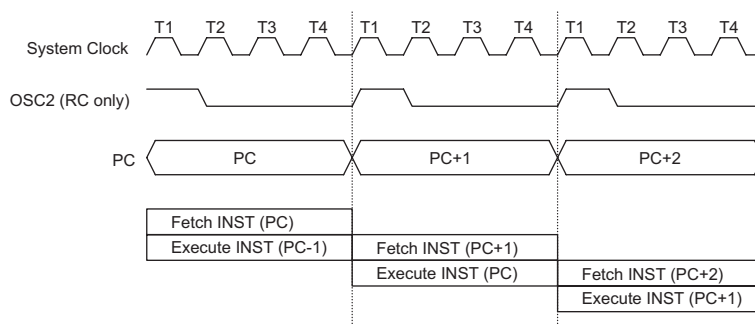 T1 T2 T3 T4 T1 T2 T3 T4 T1 T2 T3 T4
System Clock
OSC2 (RC only)
PC PC PC+1 PC+2
Fetch INST (PC)
Execute INST (PC-1) Fetch INST (PC+1)
Execute INST (PC) Fetch INST (PC+2)
Execute INST (PC+1)